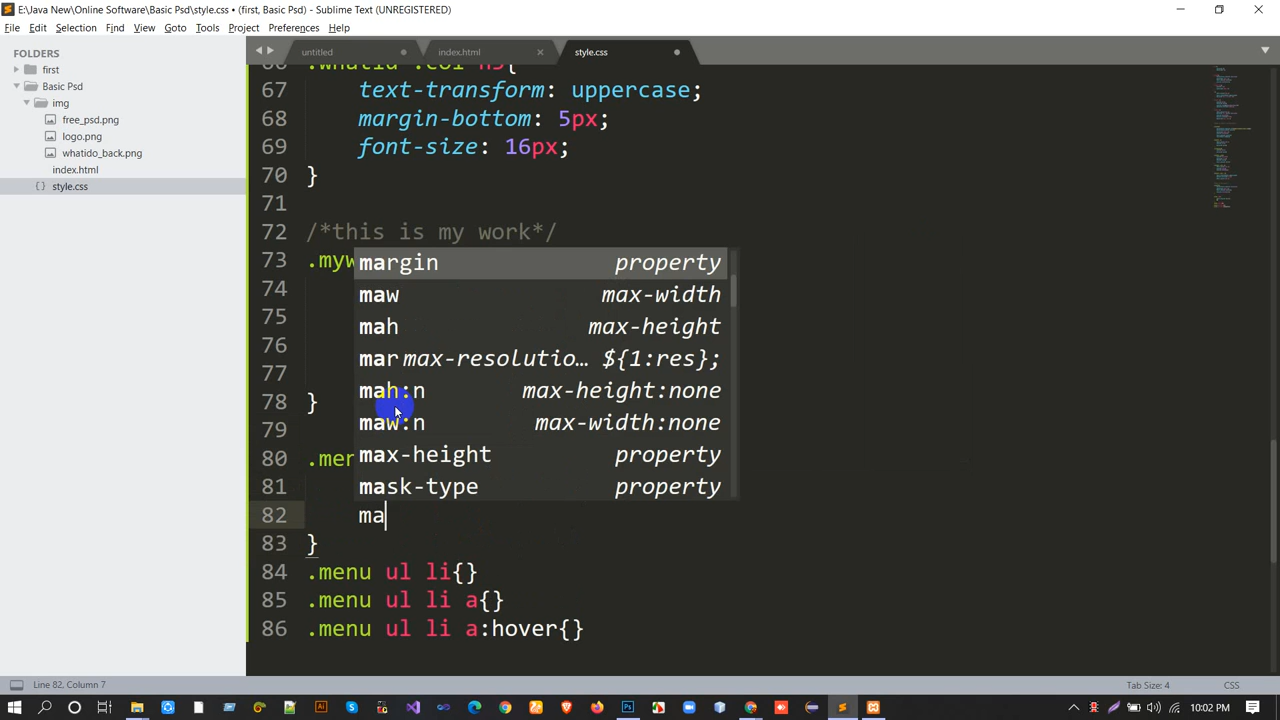 E:\Java New\Online Software\Basic Psd\style.css • (first, Basic Psd) - Sublime Text (UNREGISTERED)
File Edit Selection Find View Goto Tools Project Preferences Help
FOLDERS
first
Basic Psd
img
free_psd.png
logo.png
whatido_back.png
index.html
style.css
untitled index.html style.css
67 text-transform: uppercase;
68 margin-bottom: 5px;
69 font-size: 16px;
70 }
71
72 /*this is my work*/
73 .myw
74
75
76
77
78 }
79
80 .men
81
82 ma
83 }
84 .menu ul li{}
85 .menu ul li a{}
86 .menu ul li a:hover{}
margin property
maw max-width
mah max-height
mar max-resolutio… ${1:res};
mah:n max-height:none
maw:n max-width:none
max-height property
mask-type property
Line 82, Column 7 Tab Size: 4 CSS
10:02 PM